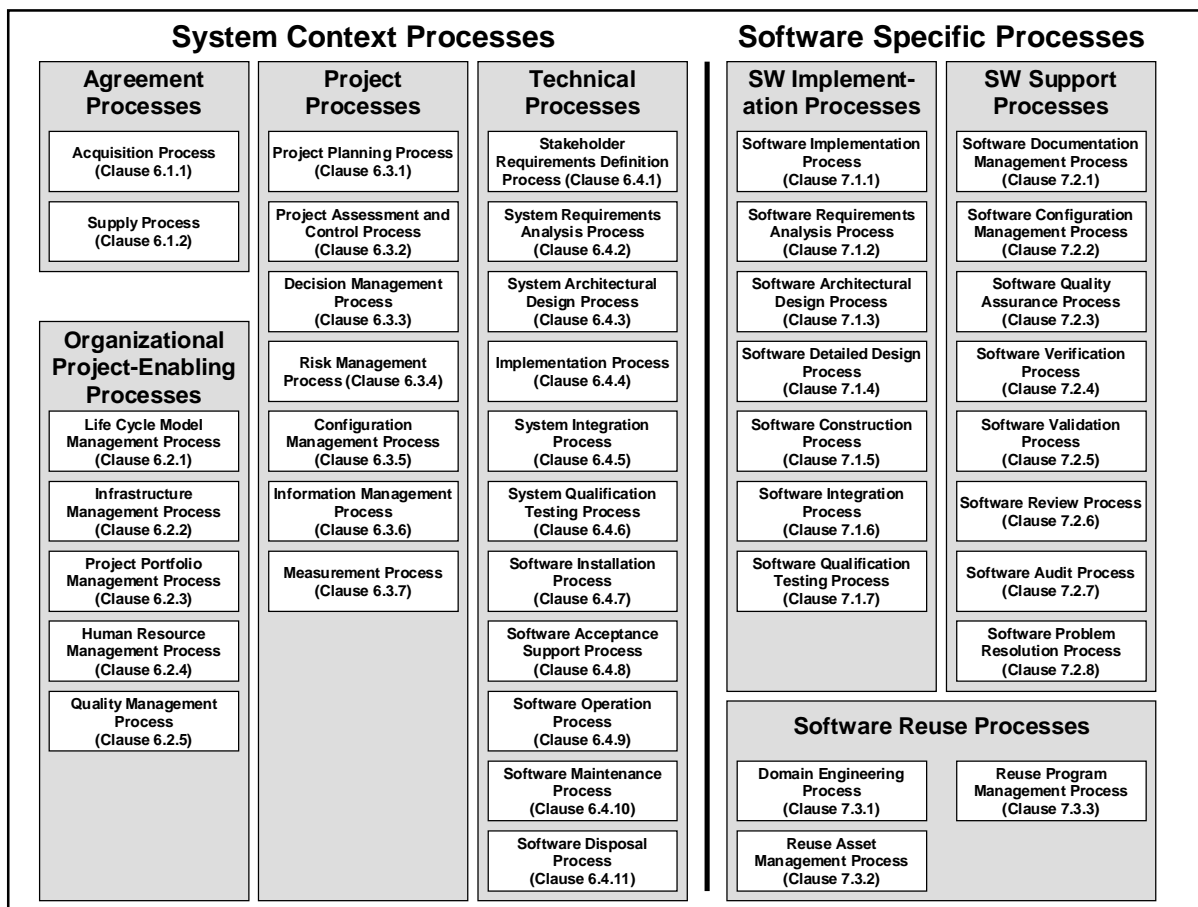 System Context Processes
Agreement
Processes
Acquisition Process
(Clause 6.1.1)
Supply Process
(Clause 6.1.2)
Organizational
Project-Enabling
Processes
Life Cycle Model
Management Process
(Clause 6.2.1)
Infrastructure
Management Process
(Clause 6.2.2)
Project Portfolio
Management Process
(Clause 6.2.3)
Human Resource
Management Process
(Clause 6.2.4)
Quality Management
Process
(Clause 6.2.5)
Project
Processes
Project Planning Process
(Clause 6.3.1)
Project Assessment and
Control Process
(Clause 6.3.2)
Decision Management
Process
(Clause 6.3.3)
Risk Management
Process (Clause 6.3.4)
Configuration
Management Process
(Clause 6.3.5)
Information Management
Process
(Clause 6.3.6)
Measurement Process
(Clause 6.3.7)
Technical
Processes
Stakeholder
Requirements Definition
Process (Clause 6.4.1)
System Requirements
Analysis Process
(Clause 6.4.2)
System Architectural
Design Process
(Clause 6.4.3)
Implementation Process
(Clause 6.4.4)
System Integration
Process
(Clause 6.4.5)
System Qualification
Testing Process
(Clause 6.4.6)
Software Installation
Process
(Clause 6.4.7)
Software Acceptance
Support Process
(Clause 6.4.8)
Software Operation
Process
(Clause 6.4.9)
Software Maintenance
Process
(Clause 6.4.10)
Software Disposal
Process
(Clause 6.4.11)
Software Specific Processes
SW Implement-
ation Processes
Software Implementation
Process
(Clause 7.1.1)
Software Requirements
Analysis Process
(Clause 7.1.2)
Software Architectural
Design Process
(Clause 7.1.3)
Software Detailed Design
Process
(Clause 7.1.4)
Software Construction
Process
(Clause 7.1.5)
Software Integration
Process
(Clause 7.1.6)
Software Qualification
Testing Process
(Clause 7.1.7)
SW Support
Processes
Software Documentation
Management Process
(Clause 7.2.1)
Software Configuration
Management Process
(Clause 7.2.2)
Software Quality
Assurance Process
(Clause 7.2.3)
Software Verification
Process
(Clause 7.2.4)
Software Validation
Process
(Clause 7.2.5)
Software Review Process
(Clause 7.2.6)
Software Audit Process
(Clause 7.2.7)
Software Problem
Resolution Process
(Clause 7.2.8)
Software Reuse Processes
Domain Engineering
Process
(Clause 7.3.1)
Reuse Asset
Management Process
(Clause 7.3.2)
Reuse Program
Management Process
(Clause 7.3.3)